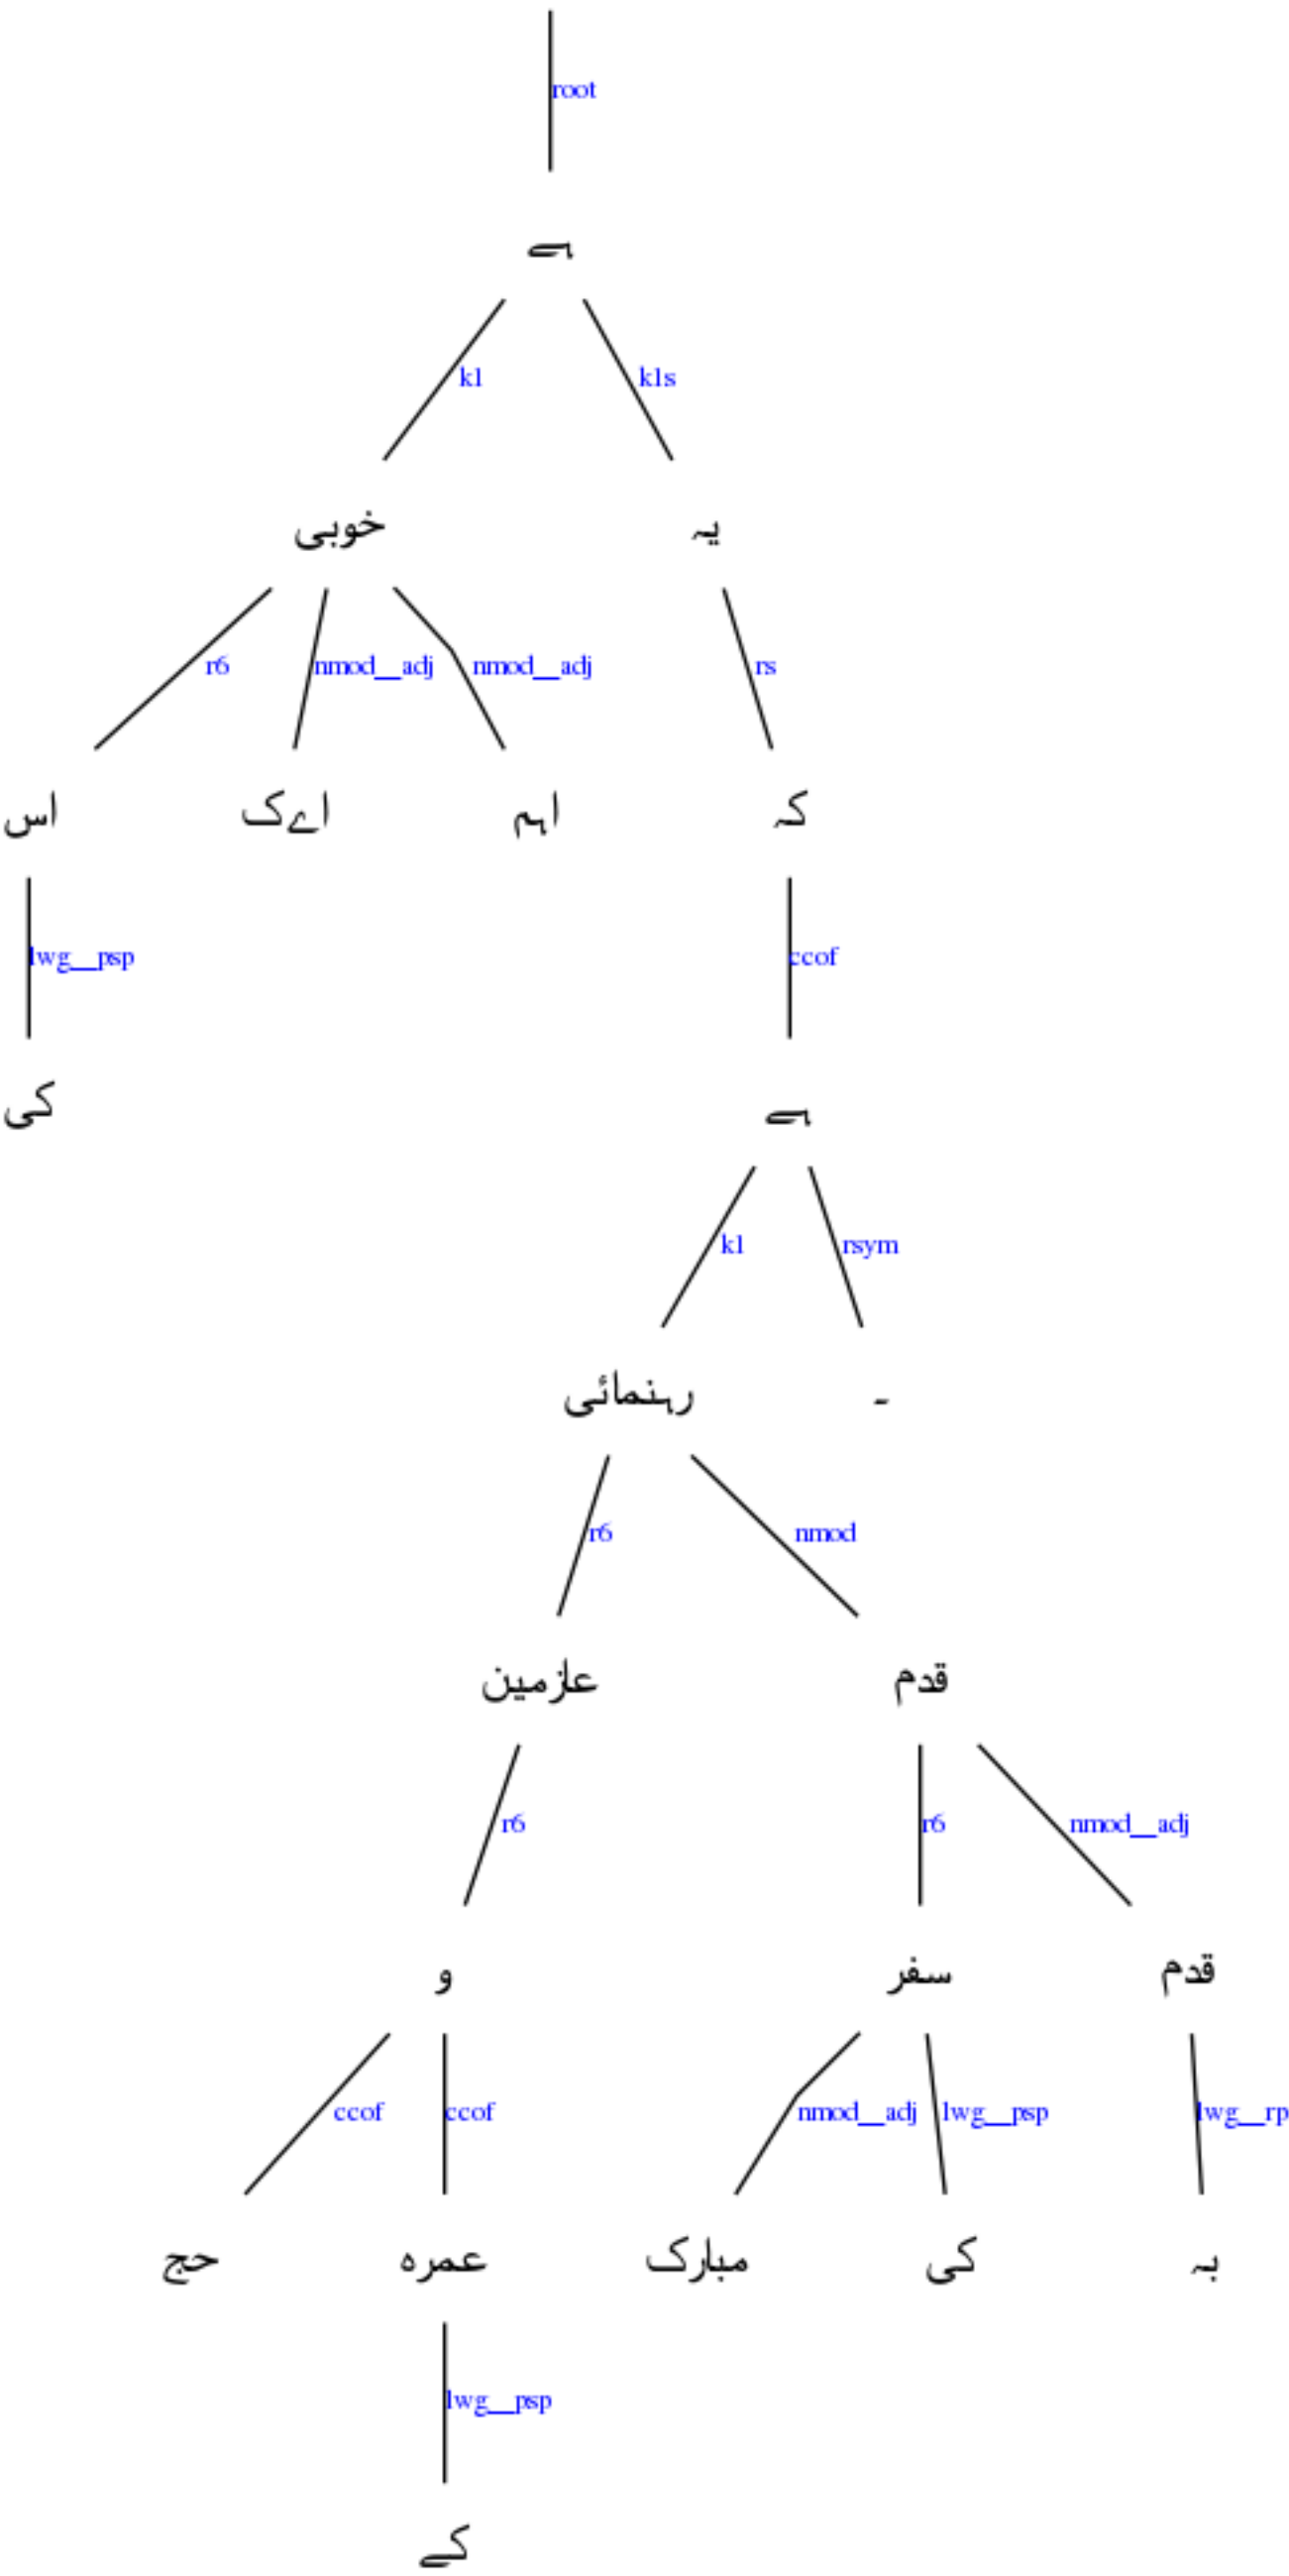 root
ہے
k1 k1s
خوبی یہ
r6 nmod__adj nmod__adj rs
اس اےک اہم کہ
lwg__psp ccof
کی ہے
k1 rsym
رہنمائی ۔
r6 nmod
عازمین قدم
r6 r6 nmod__adj
و سفر قدم
ccof ccof nmod__adj lwg__psp lwg__rp
حج عمرہ مبارک کی بہ
lwg__psp
کے